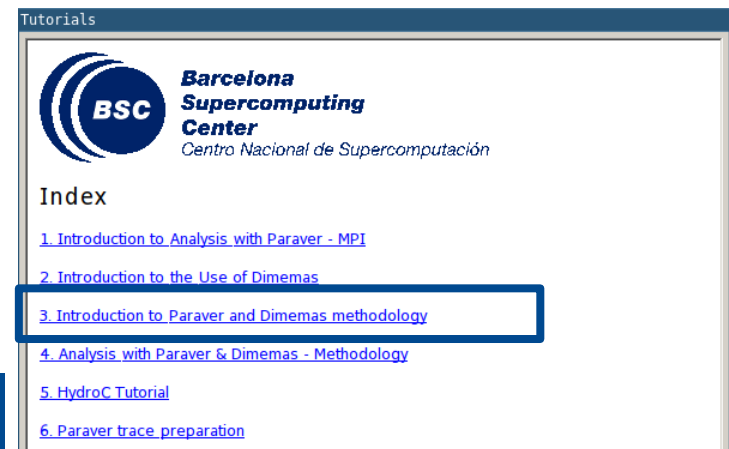 Tutorials
BSC
Barcelona
Supercomputing
Center
Centro Nacional de Supercomputación
Index
1. Introduction to Analysis with Paraver - MPI
2. Introduction to the Use of Dimemas
3. Introduction to Paraver and Dimemas methodology
4. Analysis with Paraver & Dimemas - Methodology
5. HydroC Tutorial
6. Paraver trace preparation